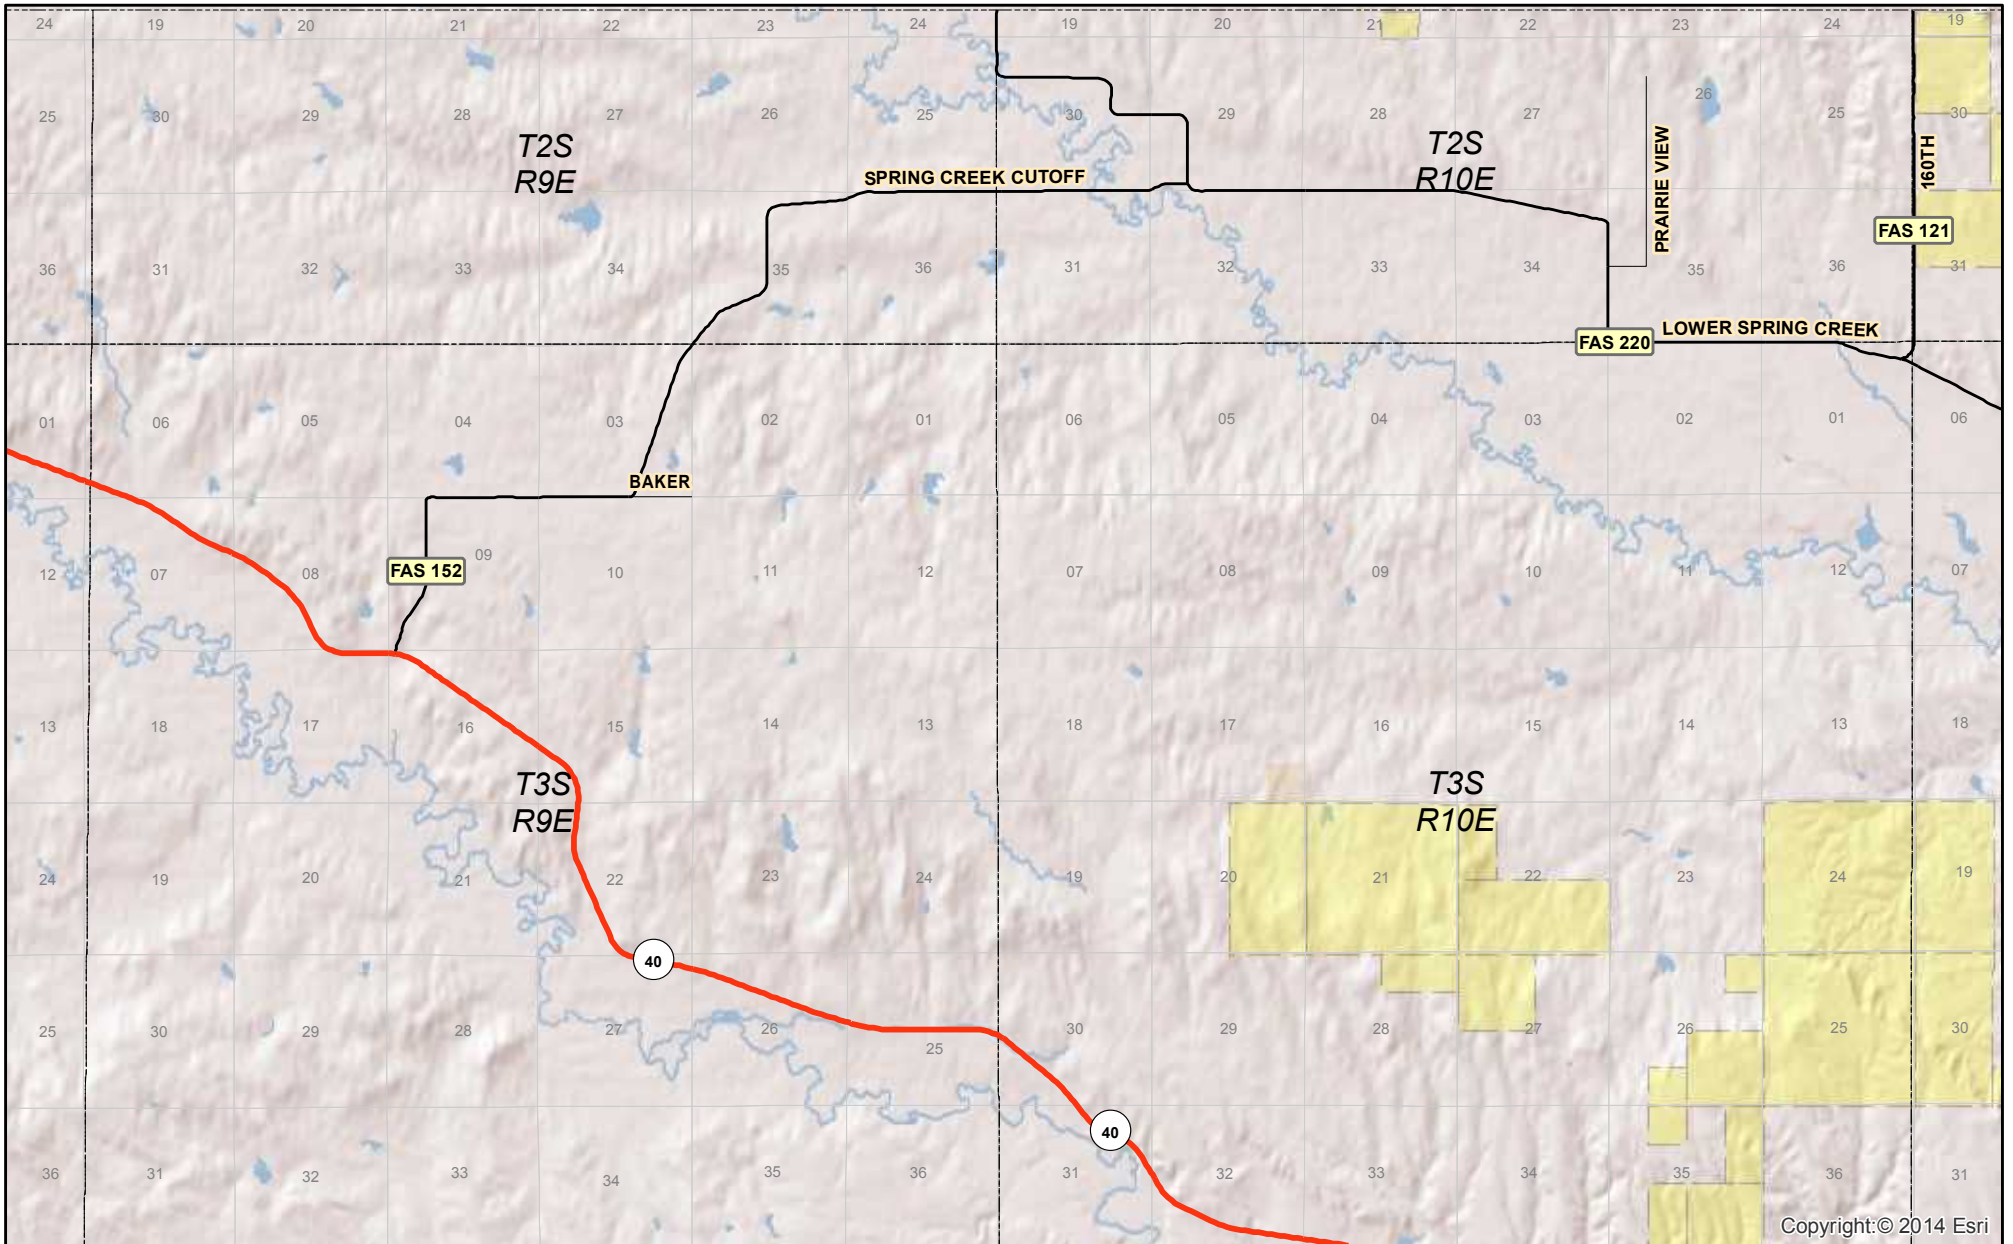 24 19 20 21 22 23 24 19 20 21 22 23 24 19
25 30 29 28 27 26 25 30 29 28 27 26 25 30
T2S
R9E
T2S
R10E
SPRING CREEK CUTOFF
PRAIRIE VIEW
160TH
FAS 121
36 31 32 33 34 35 36 31 32 33 34 35 36 31
FAS 220
LOWER SPRING CREEK
01 06 05 04 03 02 01 06 05 04 03 02 01 06
BAKER
FAS 152
12 07 08 09 10 11 12 07 08 09 10 11 12 07
13 18 17 16 15 14 13 18 17 16 15 14 13 18
T3S
R9E
T3S
R10E
24 19 20 21 22 23 24 19 20 21 22 23 24 19
40
25 30 29 28 27 26 25 30 29 28 27 26 25 30
40
36 31 32 33 34 35 36 31 32 33 34 35 36 31
Copyright:© 2014 Esri